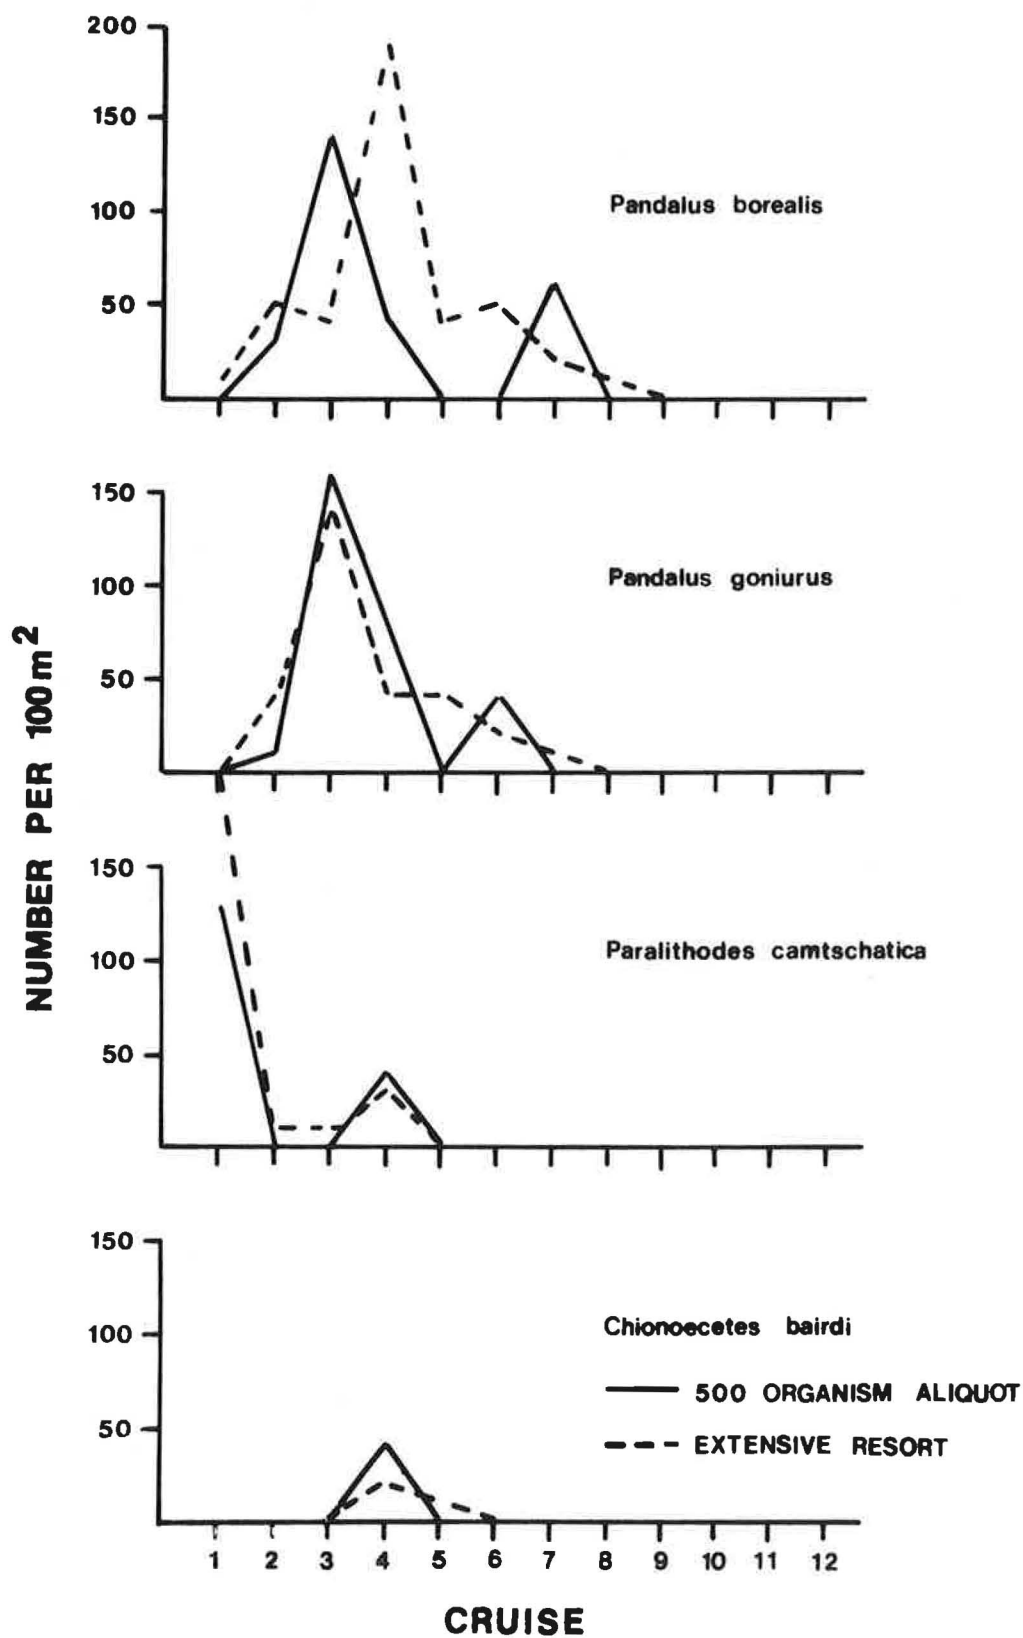 200
150
100
50
Pandalus borealis
150
100
50
Pandalus goniurus
NUMBER PER 100m²
150
100
50
Paralithodes camtschatica
150
100
50
Chionoecetes bairdi
500 ORGANISM ALIQUOT
EXTENSIVE RESORT
1 2 3 4 5 6 7 8 9 10 11 12
CRUISE